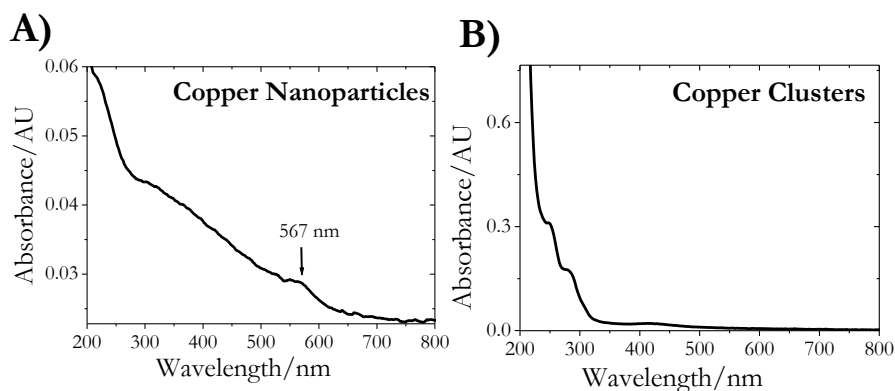 A)
Copper Nanoparticles
567 nm
0.06
0.05
0.04
0.03
Absorbance/AU
200 300 400 500 600 700 800
Wavelength/nm
B)
Copper Clusters
0.6
0.3
0.0
Absorbance/AU
200 300 400 500 600 700 800
Wavelength/nm